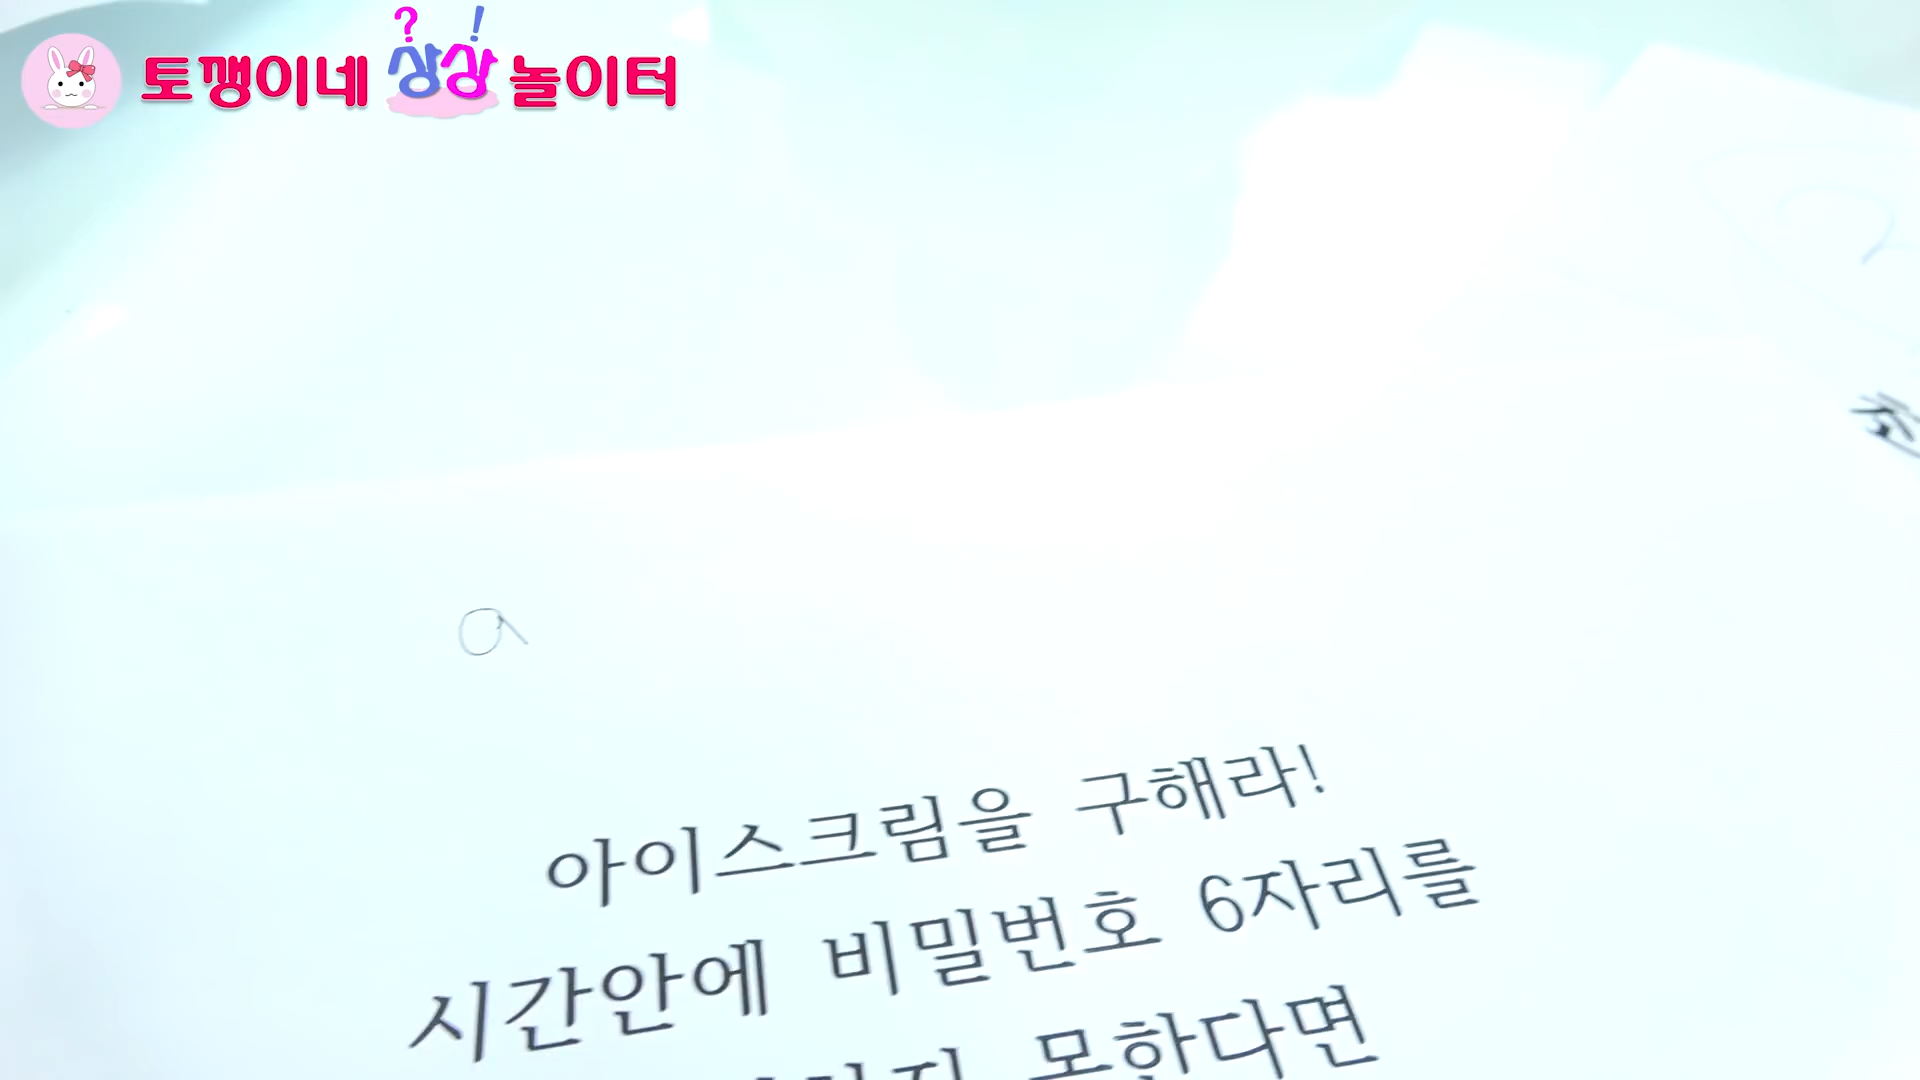 토깽이네 상상 놀이터
? !
a
아이스크림을 구해라!
시간안에 비밀번호 6자리를
못한다면